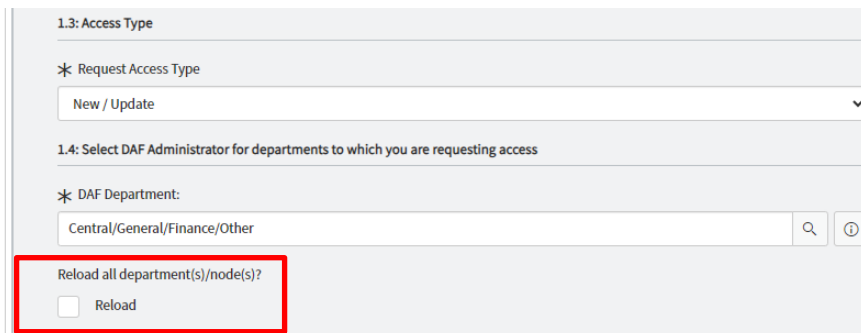 1.3: Access Type
* Request Access Type
New / Update
1.4: Select DAF Administrator for departments to which you are requesting access
* DAF Department:
Central/General/Finance/Other
Reload all department(s)/node(s)?
Reload